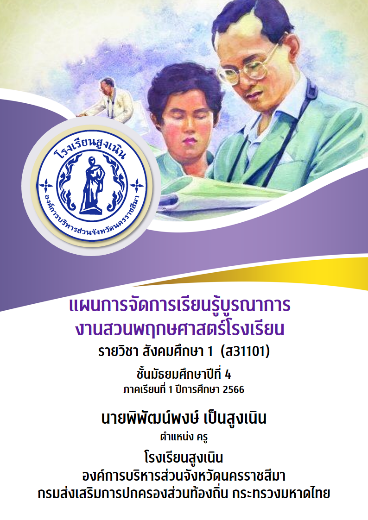 โรงเรียนสูงเนิน
องค์การบริหารส่วนจังหวัดนครราชสีมา
แผนการจัดการเรียนรู้บูรณาการ
งานสวนพฤกษศาสตร์โรงเรียน
รายวิชา สังคมศึกษา 1 (ส31101)
ชั้นมัธยมศึกษาปีที่ 4
ภาคเรียนที่ 1 ปีการศึกษา 2566
นายพิพัฒน์พงษ์ เป็นสูงเนิน
ตำแหน่ง ครู
โรงเรียนสูงเนิน
องค์การบริหารส่วนจังหวัดนครราชสีมา
กรมส่งเสริมการปกครองส่วนท้องถิ่น กระทรวงมหาดไทย